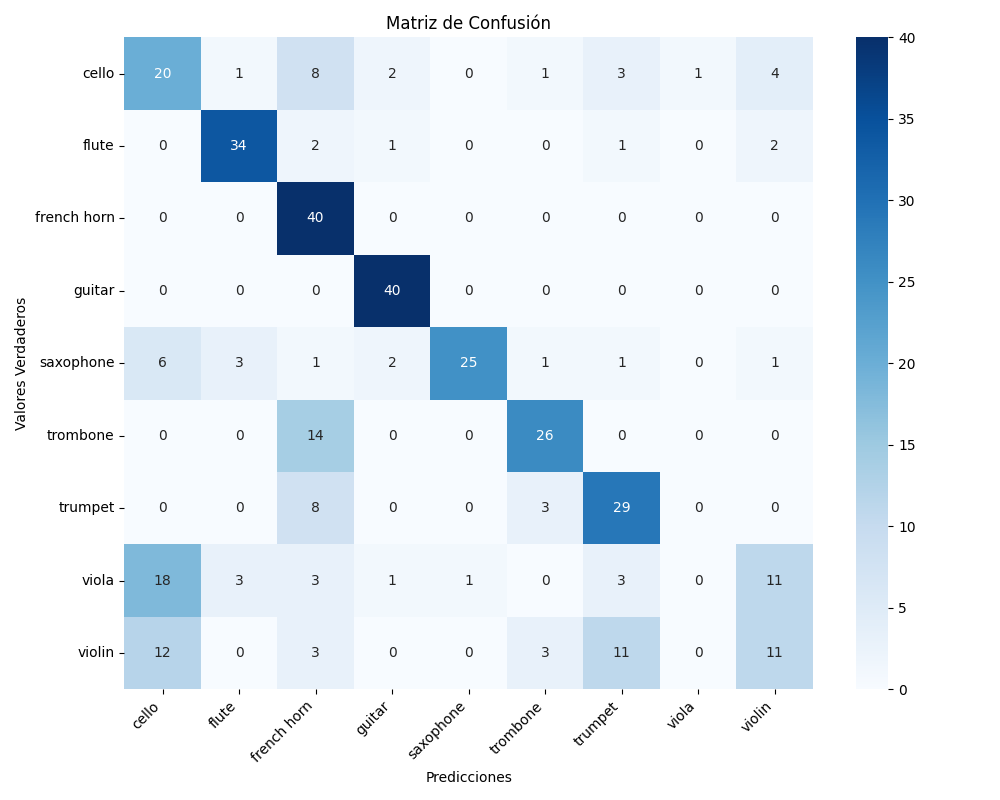 Matriz de Confusión
cello 20 1 8 2 0 1 3 1 4
flute 0 34 2 1 0 0 1 0 2
french horn 0 0 40 0 0 0 0 0 0
guitar 0 0 0 40 0 0 0 0 0
saxophone 6 3 1 2 25 1 1 0 1
trombone 0 0 14 0 0 26 0 0 0
trumpet 0 0 8 0 0 3 29 0 0
viola 18 3 3 1 1 0 3 0 11
violin 12 0 3 0 0 3 11 0 11
cello flute french horn guitar saxophone trombone trumpet viola violin
Predicciones
Valores Verdaderos
40
35
30
25
20
15
10
5
0